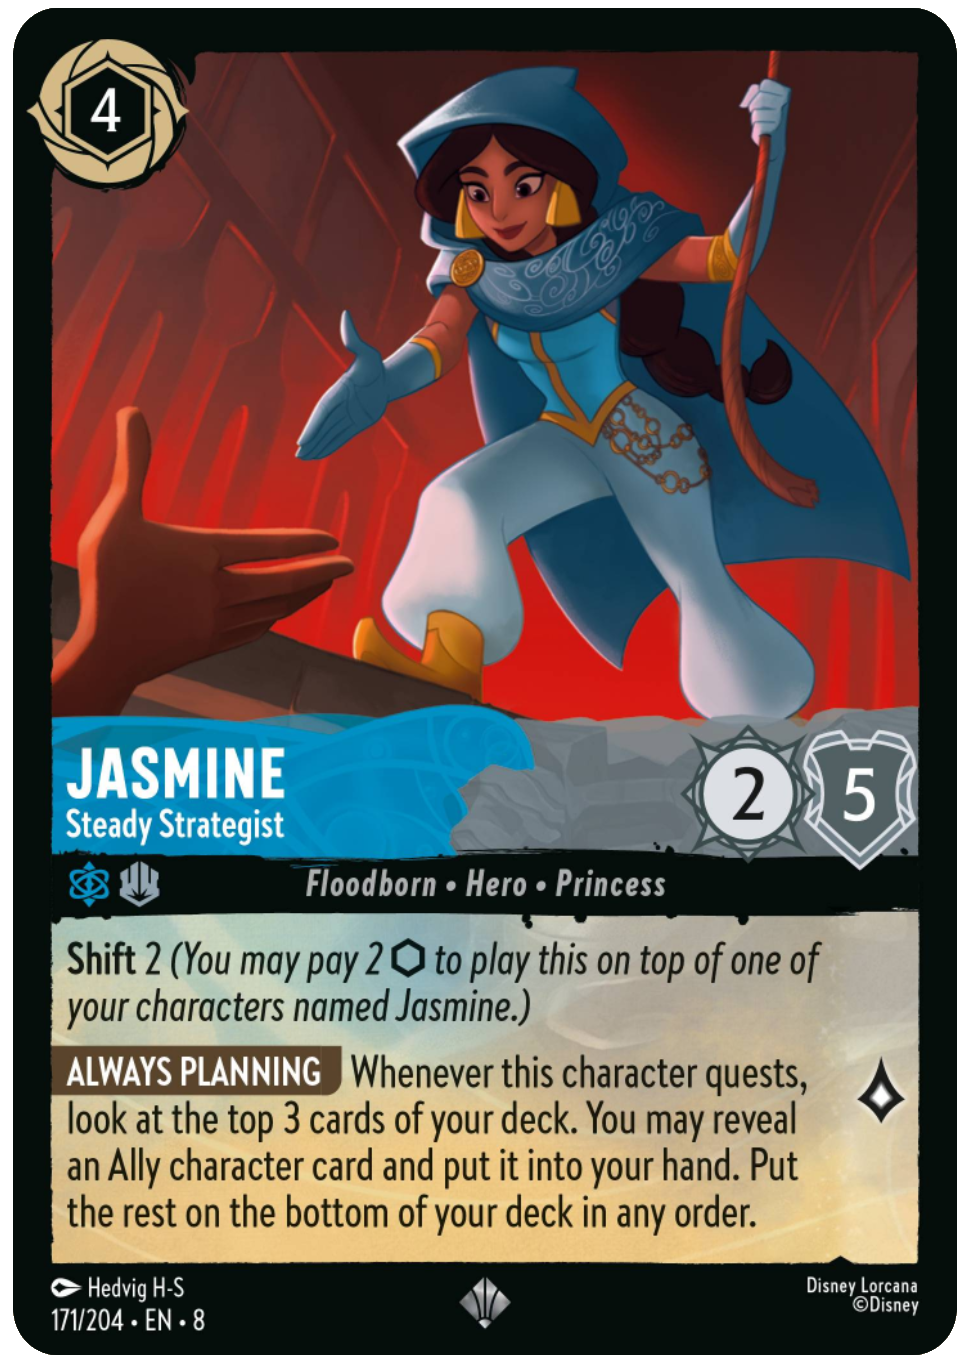 4
JASMINE
Steady Strategist
2
5
Floodborn • Hero • Princess
Shift 2 (You may pay 2 ⬡ to play this on top of one of
your characters named Jasmine.)
ALWAYS PLANNING Whenever this character quests,
look at the top 3 cards of your deck. You may reveal
an Ally character card and put it into your hand. Put
the rest on the bottom of your deck in any order.
Hedvig H-S
171/204 • EN • 8
Disney Lorcana
©Disney